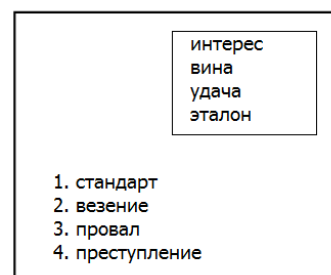 интерес
вина
удача
эталон
1. стандарт
2. везение
3. провал
4. преступление